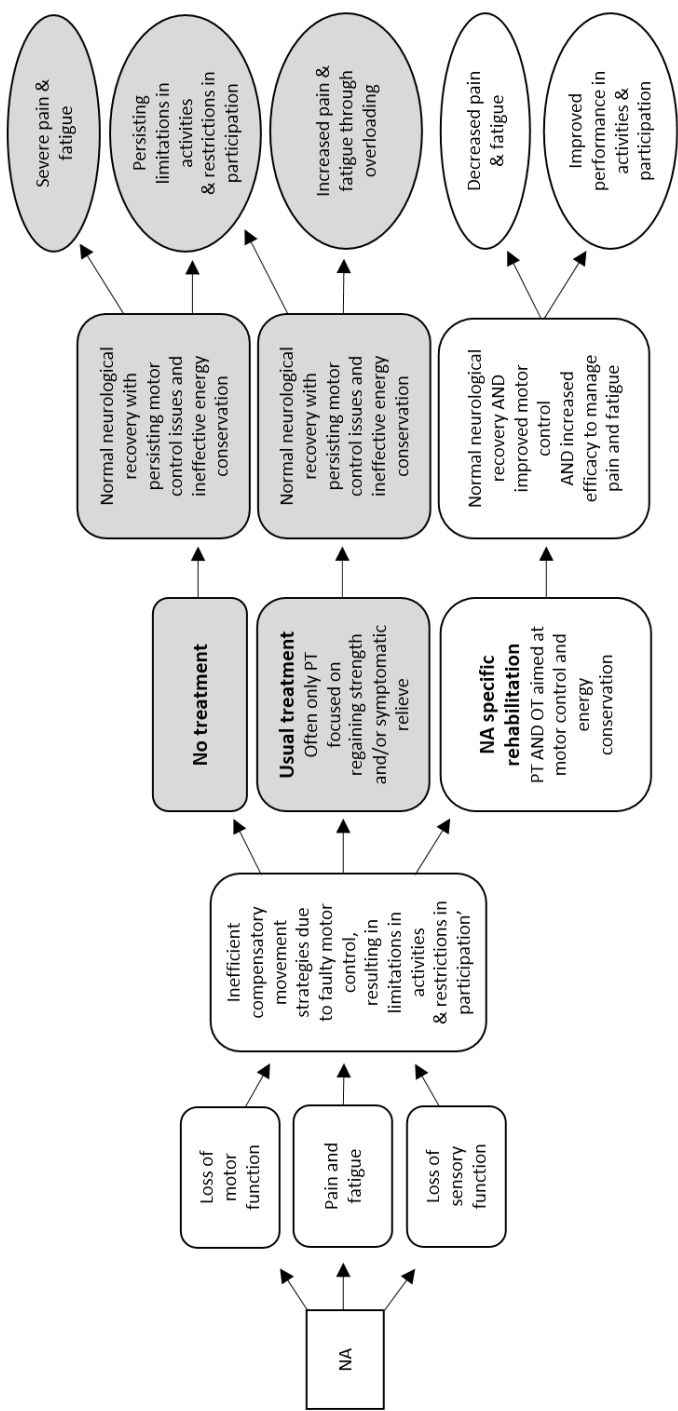 NA
Loss of
motor
function
Pain and
fatigue
Loss of
sensory
function
Inefficient
compensatory
movement
strategies due
to faulty motor
control,
resulting in
limitations in
activities
& restrictions in
participation’
No treatment
Usual treatment
Often only PT
focused on
regaining strength
and/or symptomatic
relieve
NA specific
rehabilitation
PT AND OT aimed at
motor control and
energy
conservation
Normal neurological
recovery with
persisting motor
control issues and
ineffective energy
conservation
Normal neurological
recovery with
persisting motor
control issues and
ineffective energy
conservation
Normal neurological
recovery AND
improved motor
control
AND increased
efficacy to manage
pain and fatigue
Severe pain &
fatigue
Persisting
limitations in
activities
& restrictions in
participation
Increased pain &
fatigue through
overloading
Decreased pain
& fatigue
Improved
performance in
activities &
participation